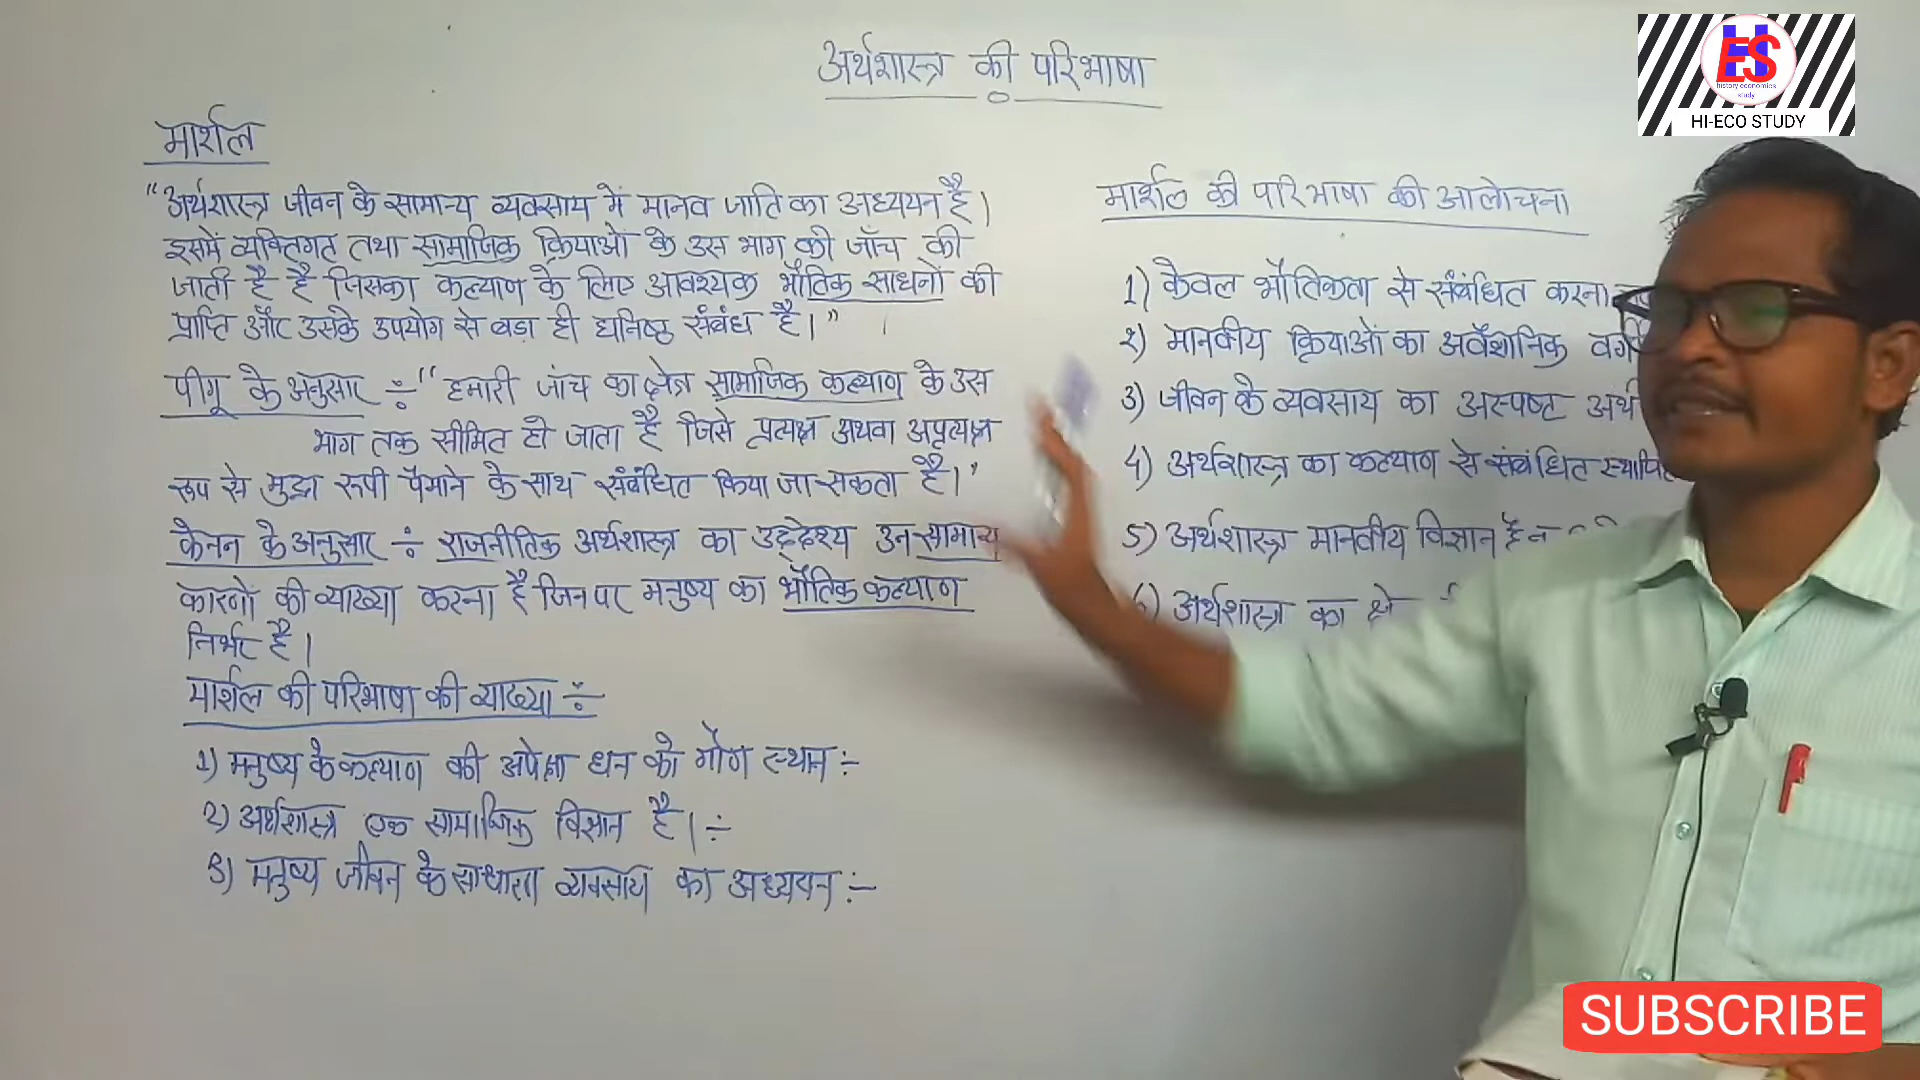 अर्थशास्त्र की परिभाषा
मार्शल
“अर्थशास्त्र जीवन के सामान्य व्यवसाय में मानव जाति का अध्ययन है।
इसमें व्यक्तिगत तथा सामाजिक क्रियाओं के उस भाग की जाँच की
जाती है है जिसका कल्याण के लिए आवश्यक भौतिक साधनों की
प्राप्ति और उसके उपयोग से बड़ा ही घनिष्ठ संबंध है।”
पीगू के अनुसार ÷ “हमारी जांच का क्षेत्र सामाजिक कल्याण के उस
भाग तक सीमित हो जाता है जिसे प्रत्यक्ष अथवा अप्रत्यक्ष
रूप से मुद्रा रूपी पैमाने के साथ संबंधित किया जा सकता है।”
केनन के अनुसार ÷ राजनीतिक अर्थशास्त्र का उद्देश्य उन सामान्य
कारणों की व्याख्या करना है जिन पर मनुष्य का भौतिक कल्याण
निर्भर है।
मार्शल की परिभाषा की व्याख्या ÷
1) मनुष्य के कल्याण की अपेक्षा धन को गौण स्थान :-
2) अर्थशास्त्र एक सामाजिक विज्ञान है। ÷
3) मनुष्य जीवन के साधारण व्यवसाय का अध्ययन :-
मार्शल की परिभाषा की आलोचना
1) केवल भौतिकता से संबंधित करना
2) मानवीय क्रियाओं का अवैज्ञानिक
3) जीवन के व्यवसाय का अस्पष्ट अर्थ
4) अर्थशास्त्र का कल्याण से संबंधित
5) अर्थशास्त्र मानवीय विज्ञान है न
6) अर्थशास्त्र का
HES
history economics
study
HI-ECO STUDY
SUBSCRIBE